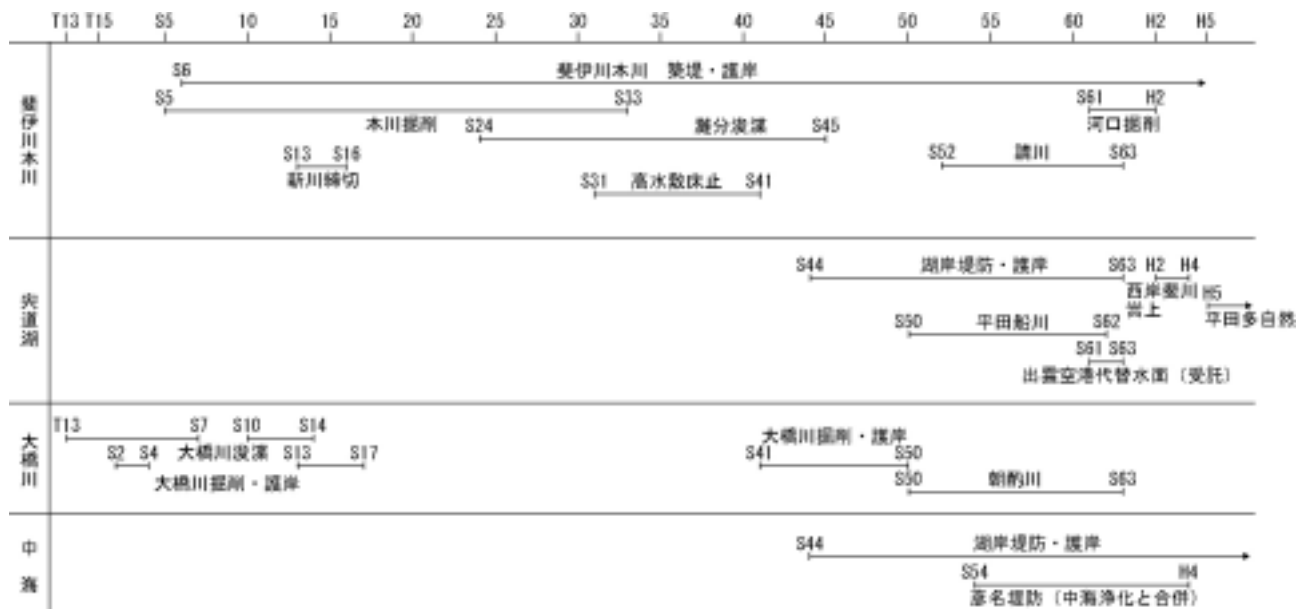 T13 T15 S5 10 15 20 25 30 35 40 45 50 55 60 H2 H5
斐伊川本川
S6 斐伊川本川 築堤・護岸
S5 本川掘削 S33
S61 河口掘削 H2
S24 灘分浚渫 S45
S13 新川締切 S16
S52 請川 S63
S31 高水敷床止 S41
宍道湖
S44 湖岸堤防・護岸 S63
H2 H4
西岸堅川
嵩上
H5
平田多自然
S50 平田船川 S62
S61 S63
出雲空港代替水面(受託)
大橋川
T13 S7 S10 S14
大橋川浚渫
S2 S4 S13 S17
大橋川掘削・護岸
大橋川掘削・護岸
S41 S50
S50 朝酌川 S63
中海
S44 湖岸堤防・護岸
S54 H4
彦名堤防(中海浄化と合併)